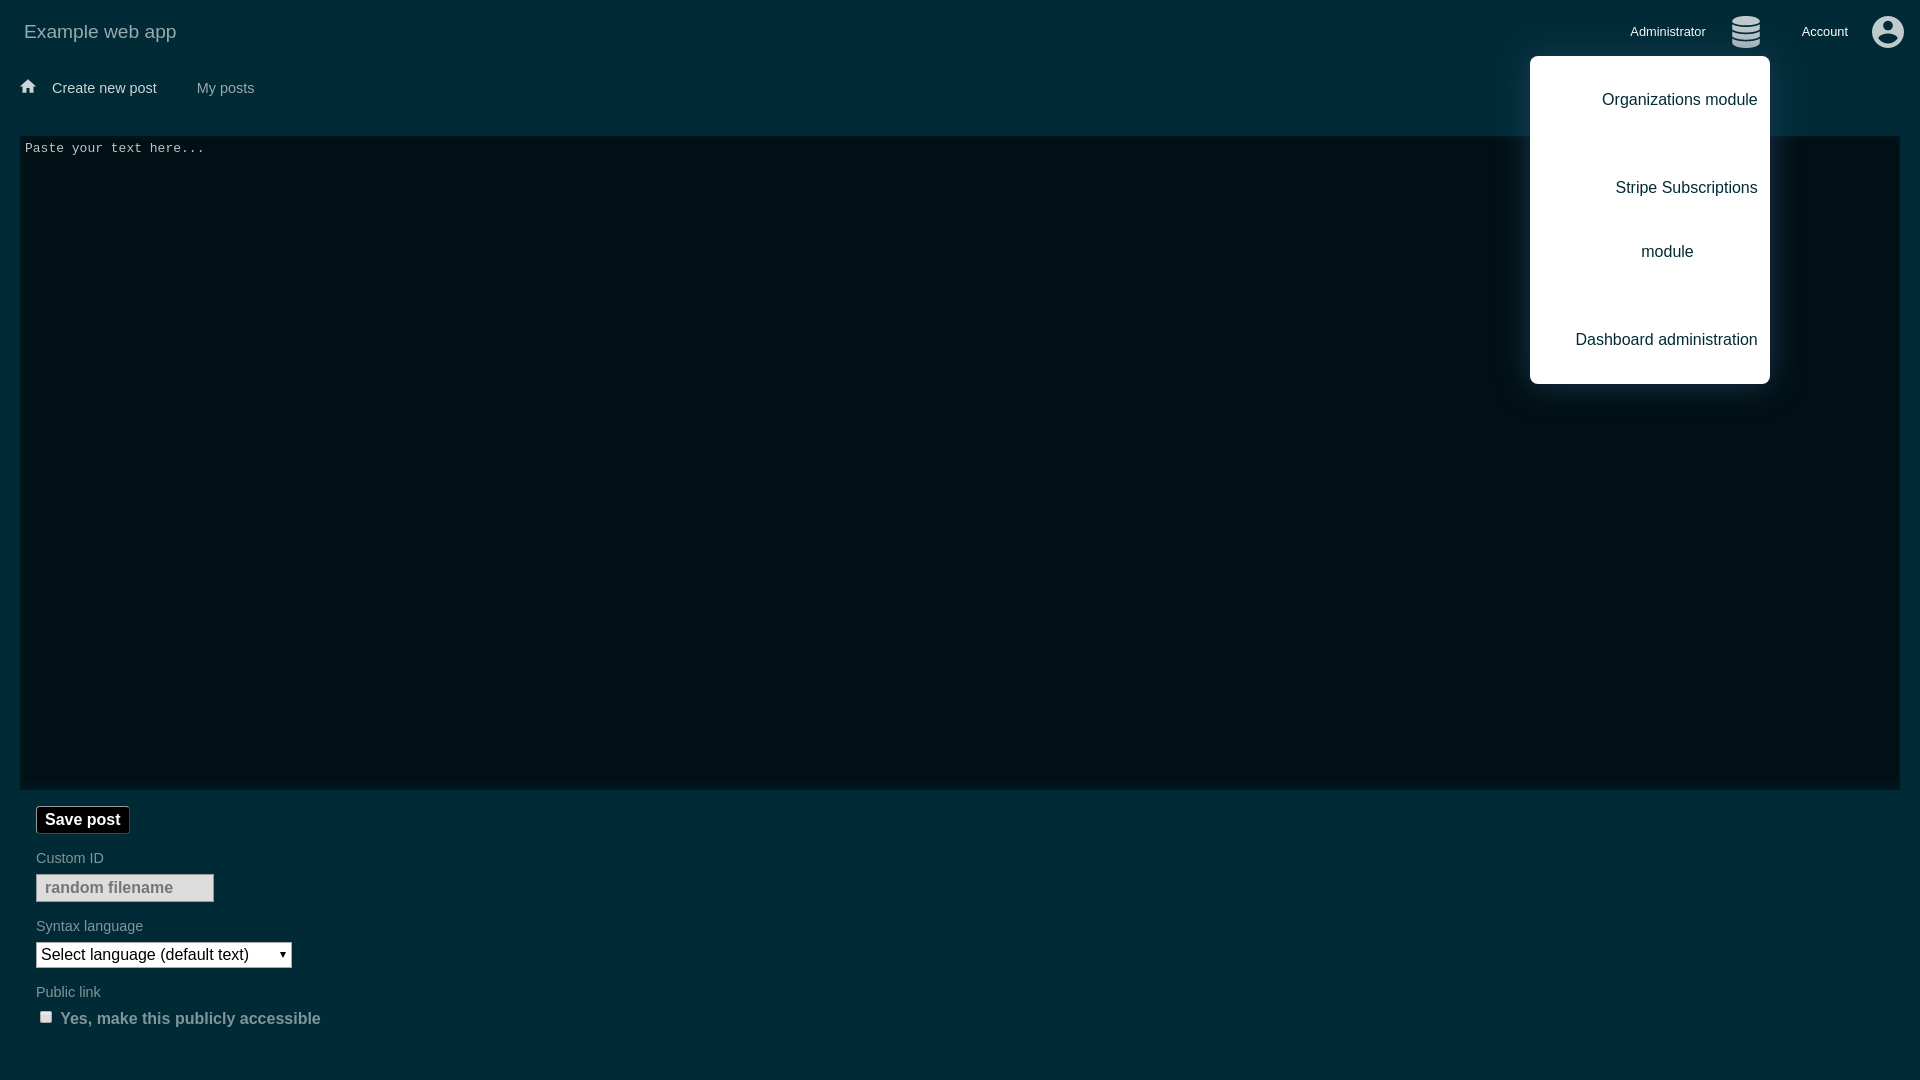 Example web app
Administrator
Account
Create new post
My posts
Organizations module
Stripe Subscriptions
module
Dashboard administration
Paste your text here...
Save post
Custom ID
random filename
Syntax language
Select language (default text)
Public link
Yes, make this publicly accessible